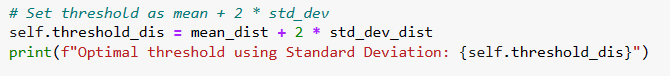 # Set threshold as mean + 2 * std_dev
self.threshold_dis = mean_dist + 2 * std_dev_dist
print(f"Optimal threshold using Standard Deviation: {self.threshold_dis}")